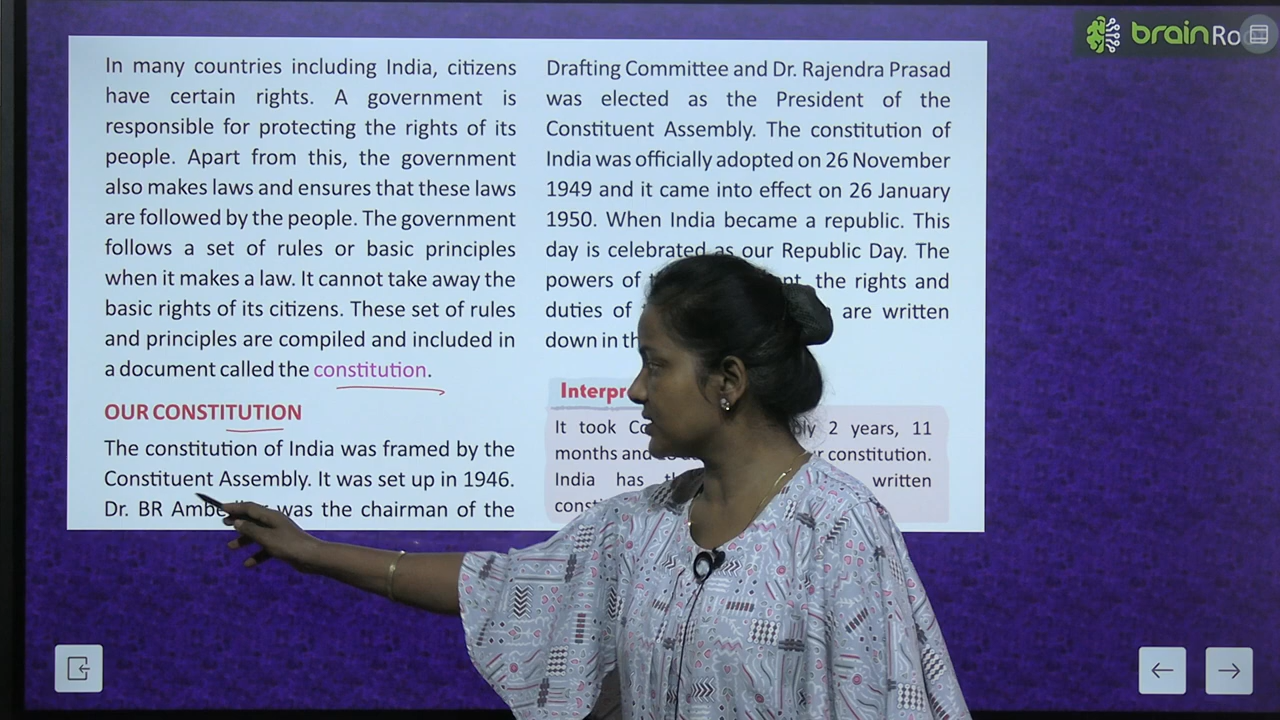 In many countries including India, citizens
have certain rights. A government is
responsible for protecting the rights of its
people. Apart from this, the government
also makes laws and ensures that these laws
are followed by the people. The government
follows a set of rules or basic principles
when it makes a law. It cannot take away the
basic rights of its citizens. These set of rules
and principles are compiled and included in
a document called the constitution.
OUR CONSTITUTION
The constitution of India was framed by the
Constituent Assembly. It was set up in 1946.
Dr. BR was the chairman of the
Drafting Committee and Dr. Rajendra Prasad
was elected as the President of the
Constituent Assembly. The constitution of
India was officially adopted on 26 November
1949 and it came into effect on 26 January
1950. When India became a republic. This
day is celebrated as our Republic Day. The
powers of the rights and
duties of are written
down in
It took 2 years, 11
months and constitution.
India has written
brain